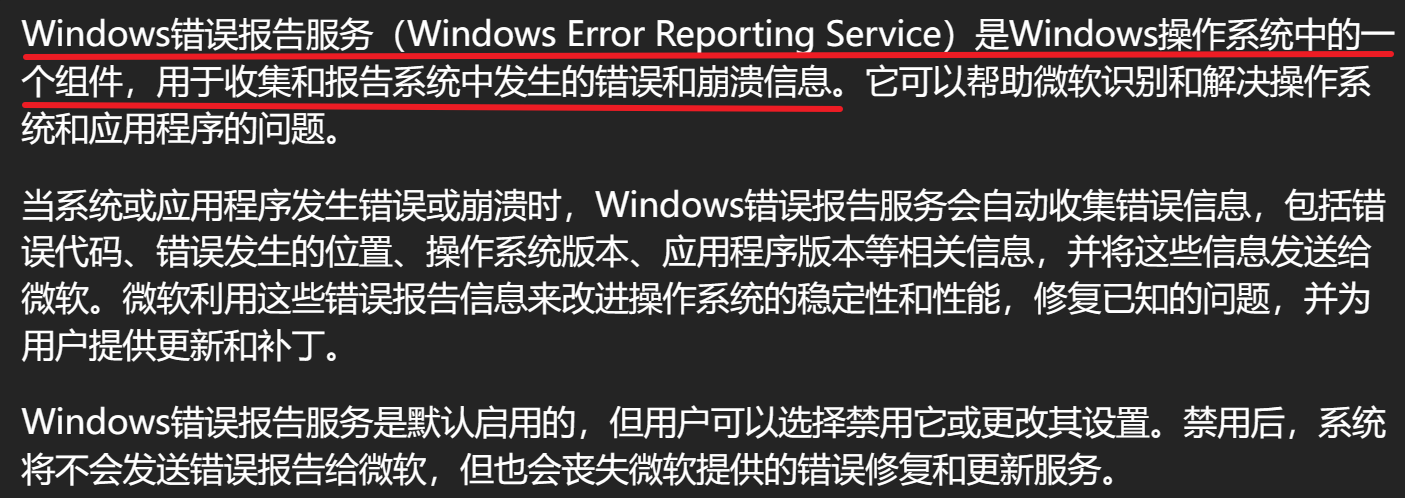 Windows错误报告服务（Windows Error Reporting Service）是Windows操作系统中的一
个组件，用于收集和报告系统中发生的错误和崩溃信息。它可以帮助微软识别和解决操作系
统和应用程序的问题。
当系统或应用程序发生错误或崩溃时，Windows错误报告服务会自动收集错误信息，包括错
误代码、错误发生的位置、操作系统版本、应用程序版本等相关信息，并将这些信息发送给
微软。微软利用这些错误报告信息来改进操作系统的稳定性和性能，修复已知的问题，并为
用户提供更新和补丁。
Windows错误报告服务是默认启用的，但用户可以选择禁用它或更改其设置。禁用后，系统
将不会发送错误报告给微软，但也会丧失微软提供的错误修复和更新服务。